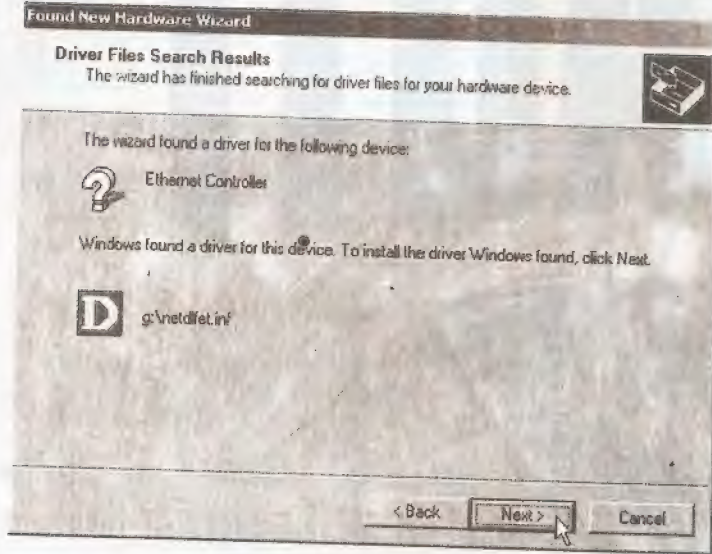 Found New Hardware Wizard
Driver Files Search Results
The wizard has finished searching for driver files for your hardware device.
The wizard found a driver for the following device:
Ethernet Controller
Windows found a driver for this device. To install the driver Windows found, click Next.
D
g:\netdlfet.inf
< Back
Next >
Cancel